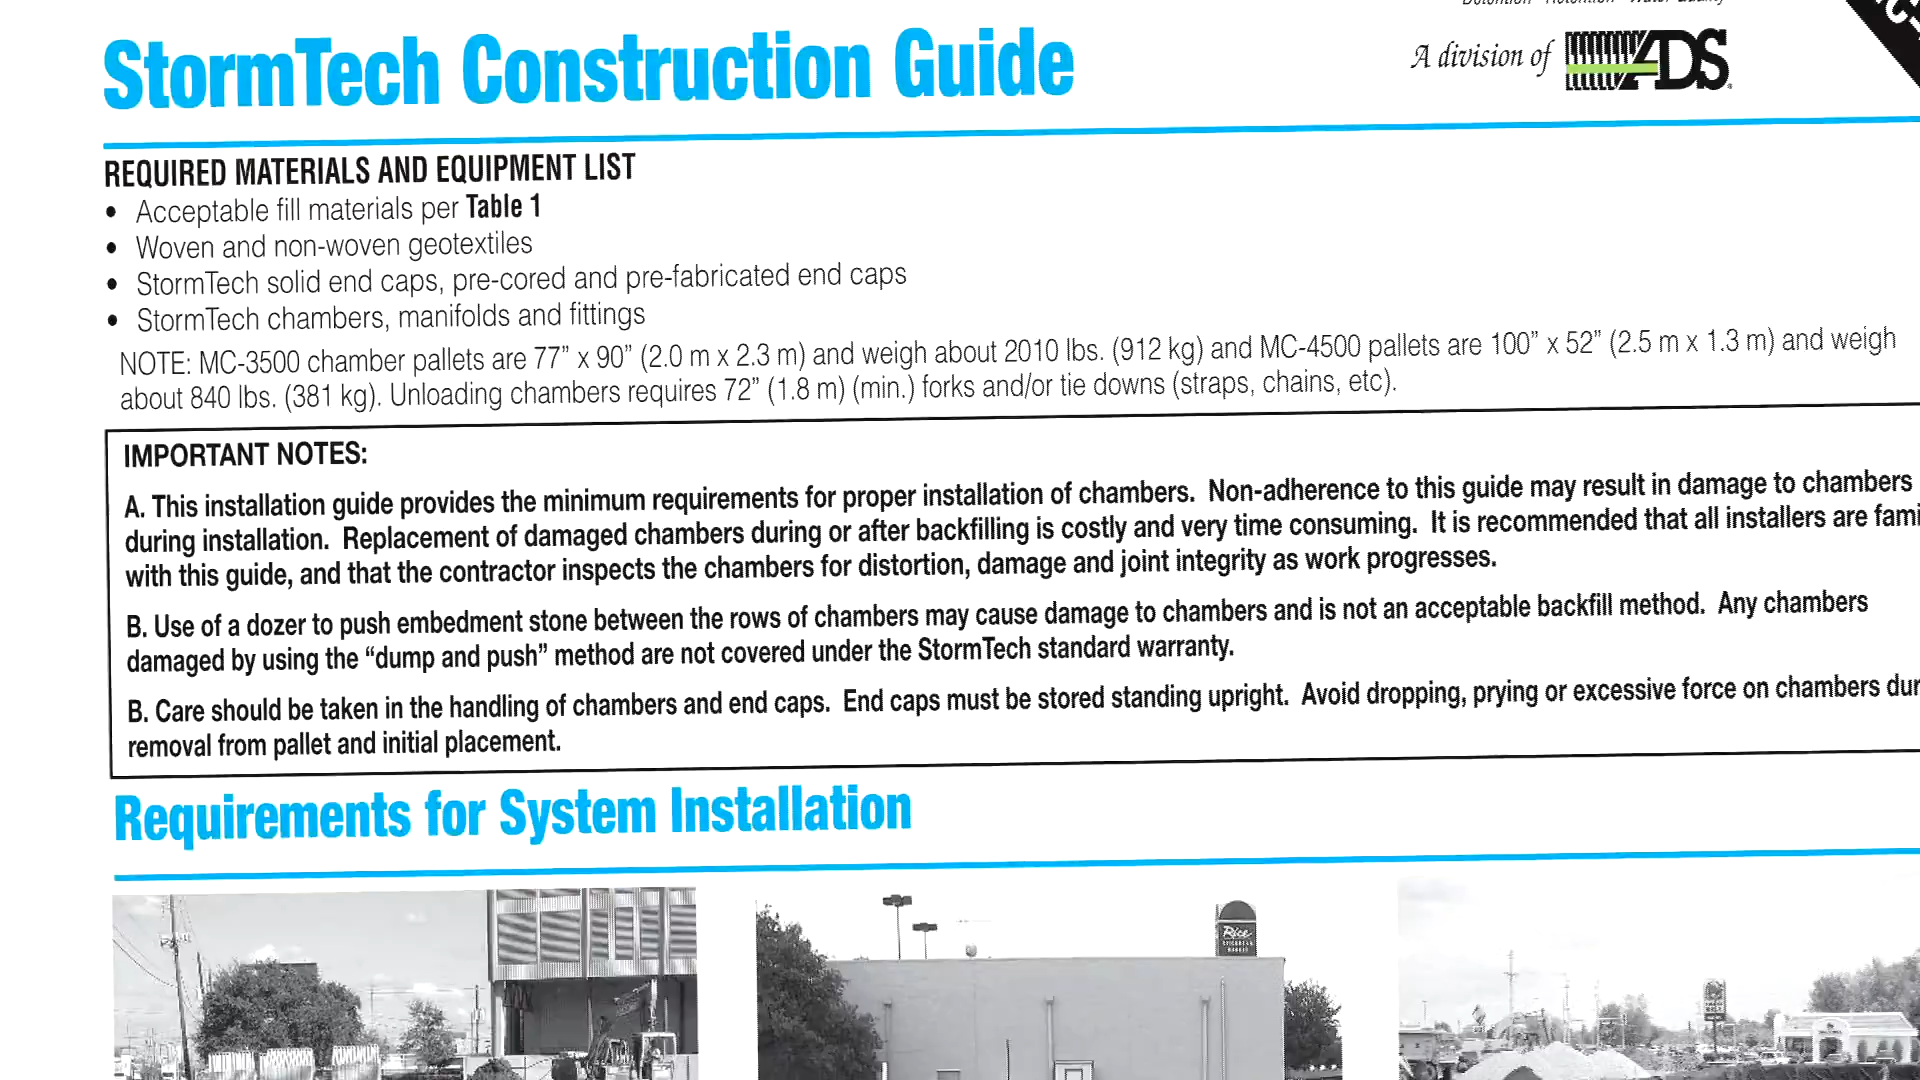 StormTech Construction Guide
A division of ADS
REQUIRED MATERIALS AND EQUIPMENT LIST
• Acceptable fill materials per Table 1
• Woven and non-woven geotextiles
• StormTech solid end caps, pre-cored and pre-fabricated end caps
• StormTech chambers, manifolds and fittings
NOTE: MC-3500 chamber pallets are 77” x 90” (2.0 m x 2.3 m) and weigh about 2010 lbs. (912 kg) and MC-4500 pallets are 100” x 52” (2.5 m x 1.3 m) and weigh
about 840 lbs. (381 kg). Unloading chambers requires 72” (1.8 m) (min.) forks and/or tie downs (straps, chains, etc).
IMPORTANT NOTES:
A. This installation guide provides the minimum requirements for proper installation of chambers. Non-adherence to this guide may result in damage to chambers
during installation. Replacement of damaged chambers during or after backfilling is costly and very time consuming. It is recommended that all installers are fami
with this guide, and that the contractor inspects the chambers for distortion, damage and joint integrity as work progresses.
B. Use of a dozer to push embedment stone between the rows of chambers may cause damage to chambers and is not an acceptable backfill method. Any chambers
damaged by using the “dump and push” method are not covered under the StormTech standard warranty.
B. Care should be taken in the handling of chambers and end caps. End caps must be stored standing upright. Avoid dropping, prying or excessive force on chambers dur
removal from pallet and initial placement.
Requirements for System Installation
Rice